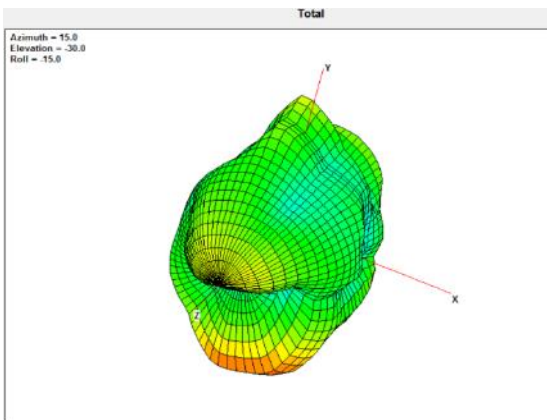 Total
Azimuth = 15.0
Elevation = -30.0
Roll = -15.0
Y
X
Z